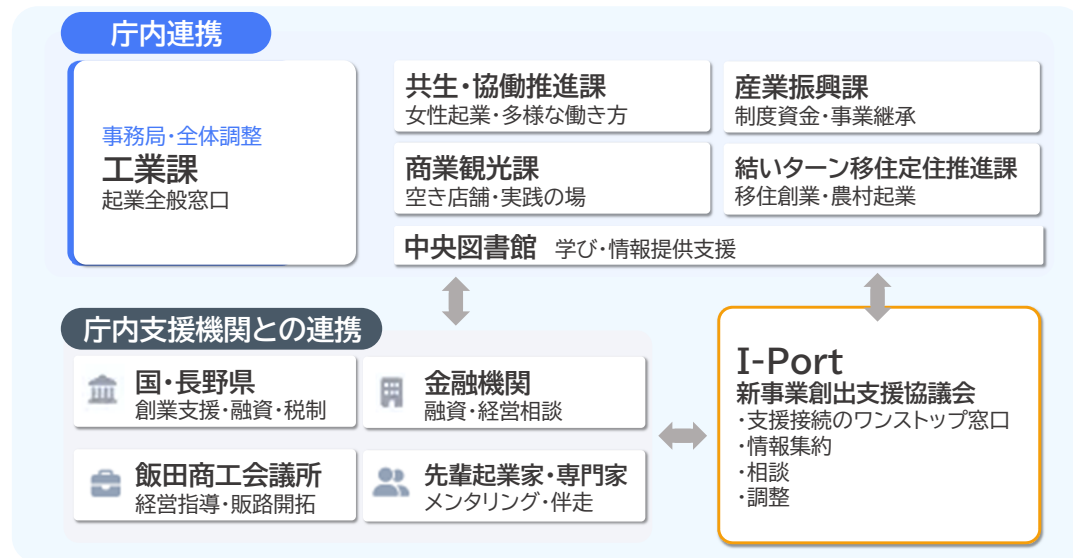 庁内連携
事務局・全体調整
工業課
起業全般窓口
共生・協働推進課
女性起業・多様な働き方
産業振興課
制度資金・事業継承
商業観光課
空き店舗・実践の場
結いターン移住定住推進課
移住創業・農村起業
中央図書館 学び・情報提供支援
庁内支援機関との連携
国・長野県
創業支援・融資・税制
金融機関
融資・経営相談
飯田商工会議所
経営指導・販路開拓
先輩起業家・専門家
メンタリング・伴走
I-Port
新事業創出支援協議会
・支援接続のワンストップ窓口
・情報集約
・相談
・調整